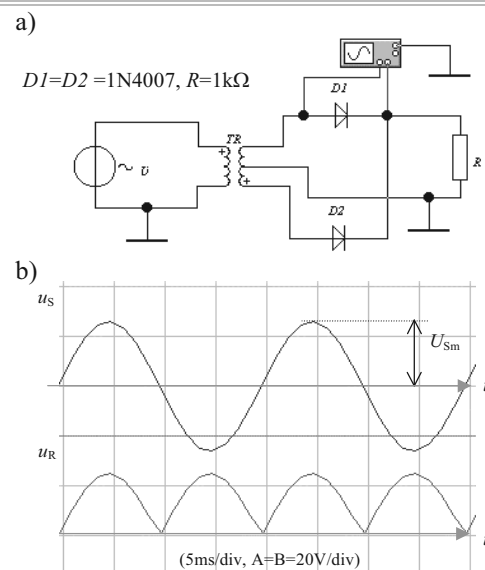 a)
D1=D2 =1N4007, R=1kΩ
D1
TR
+
υ
R
+
D2
b)
uS
USm
uR
(5ms/div, A=B=20V/div)